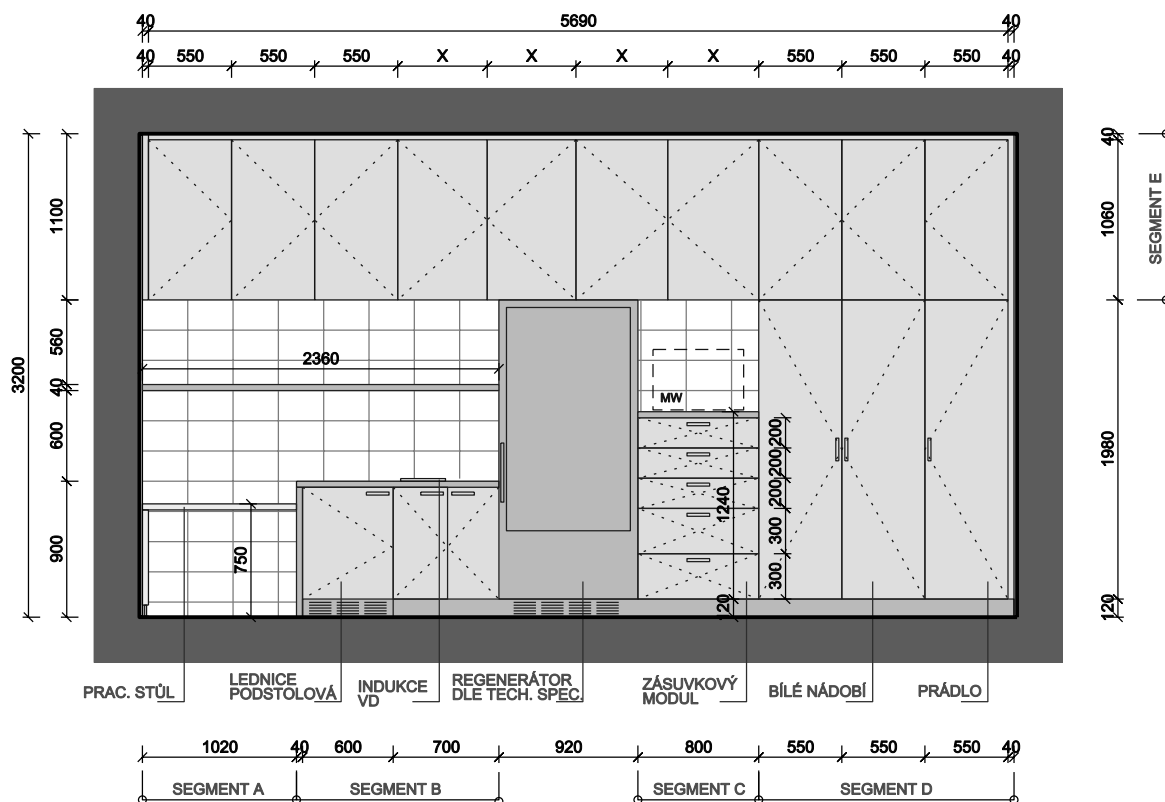 40 5690 40
40 550 550 550 X X X X 550 550 550 40
3200
1100
560
40
600
900
2360
750
MW
1240
120
200
200
200
300
300
40
1060
1980
120
SEGMENT E
PRAC. STŮL
LEDNICE
PODSTOLOVÁ
INDUKCE
VD
REGENERÁTOR
DLE TECH. SPEC.
ZÁSUVKOVÝ
MODUL
BÍLÉ NÁDOBÍ
PRÁDLO
1020 40 600 700 920 800 550 550 550 40
SEGMENT A SEGMENT B SEGMENT C SEGMENT D